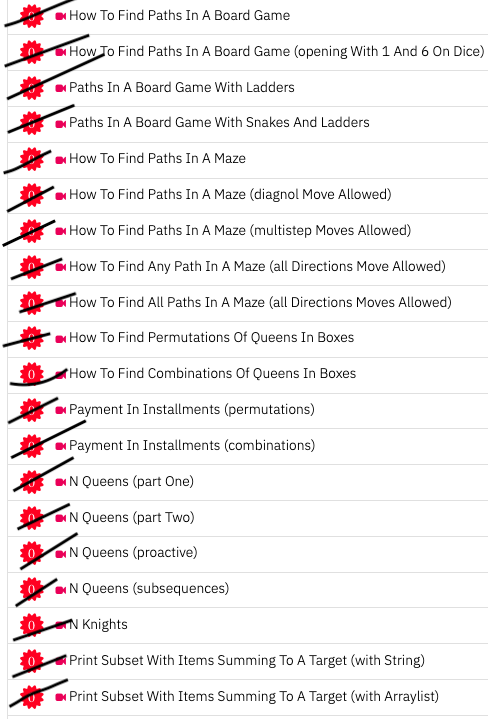 0 How To Find Paths In A Board Game
0 How To Find Paths In A Board Game (opening With 1 And 6 On Dice)
0 Paths In A Board Game With Ladders
0 Paths In A Board Game With Snakes And Ladders
0 How To Find Paths In A Maze
0 How To Find Paths In A Maze (diagnol Move Allowed)
0 How To Find Paths In A Maze (multistep Moves Allowed)
0 How To Find Any Path In A Maze (all Directions Move Allowed)
0 How To Find All Paths In A Maze (all Directions Moves Allowed)
0 How To Find Permutations Of Queens In Boxes
0 How To Find Combinations Of Queens In Boxes
0 Payment In Installments (permutations)
0 Payment In Installments (combinations)
0 N Queens (part One)
0 N Queens (part Two)
0 N Queens (proactive)
0 N Queens (subsequences)
0 N Knights
0 Print Subset With Items Summing To A Target (with String)
0 Print Subset With Items Summing To A Target (with Arraylist)